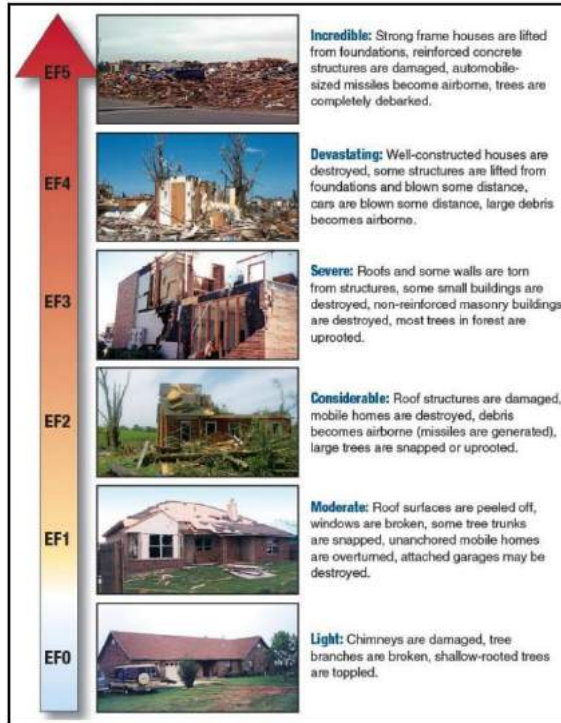 EF5
Incredible: Strong frame houses are lifted
from foundations, reinforced concrete
structures are damaged, automobile-
sized missiles become airborne, trees are
completely debarked.
EF4
Devastating: Well-constructed houses are
destroyed, some structures are lifted from
foundations and blown some distance,
cars are blown some distance, large debris
becomes airborne.
EF3
Severe: Roofs and some walls are torn
from structures, some small buildings are
destroyed, non-reinforced masonry buildings
are destroyed, most trees in forest are
uprooted.
EF2
Considerable: Roof structures are damaged,
mobile homes are destroyed, debris
becomes airborne (missiles are generated),
large trees are snapped or uprooted.
EF1
Moderate: Roof surfaces are peeled off,
windows are broken, some tree trunks
are snapped, unanchored mobile homes
are overturned, attached garages may be
destroyed.
EF0
Light: Chimneys are damaged, tree
branches are broken, shallow-rooted trees
are toppled.